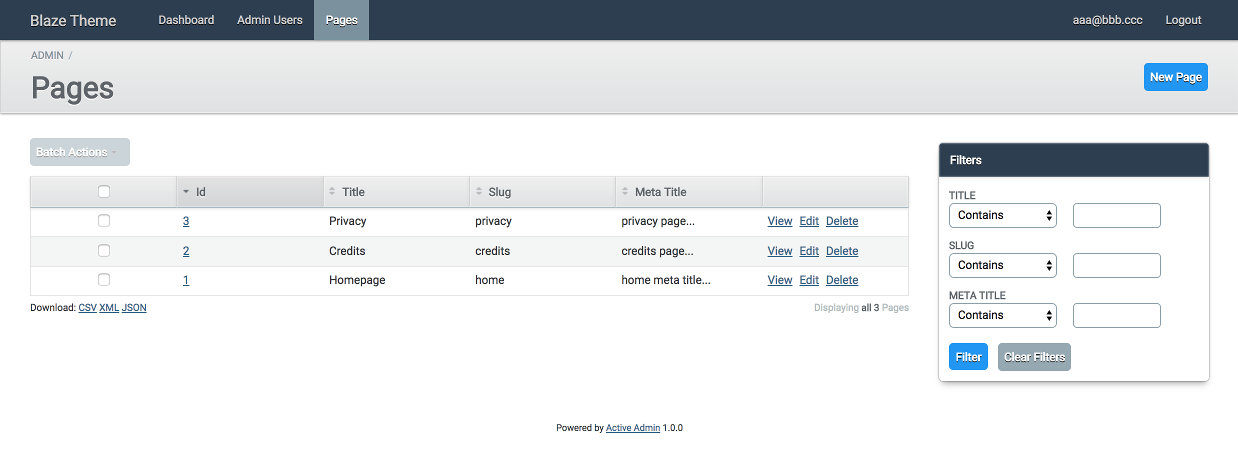 Blaze Theme Dashboard Admin Users Pages aaa@bbb.ccc Logout
ADMIN /
Pages
New Page
Batch Actions
Id Title Slug Meta Title
3 Privacy privacy privacy page... View Edit Delete
2 Credits credits credits page... View Edit Delete
1 Homepage home home meta title... View Edit Delete
Download: CSV XML JSON Displaying all 3 Pages
Filters
TITLE
Contains
SLUG
Contains
META TITLE
Contains
Filter Clear Filters
Powered by Active Admin 1.0.0